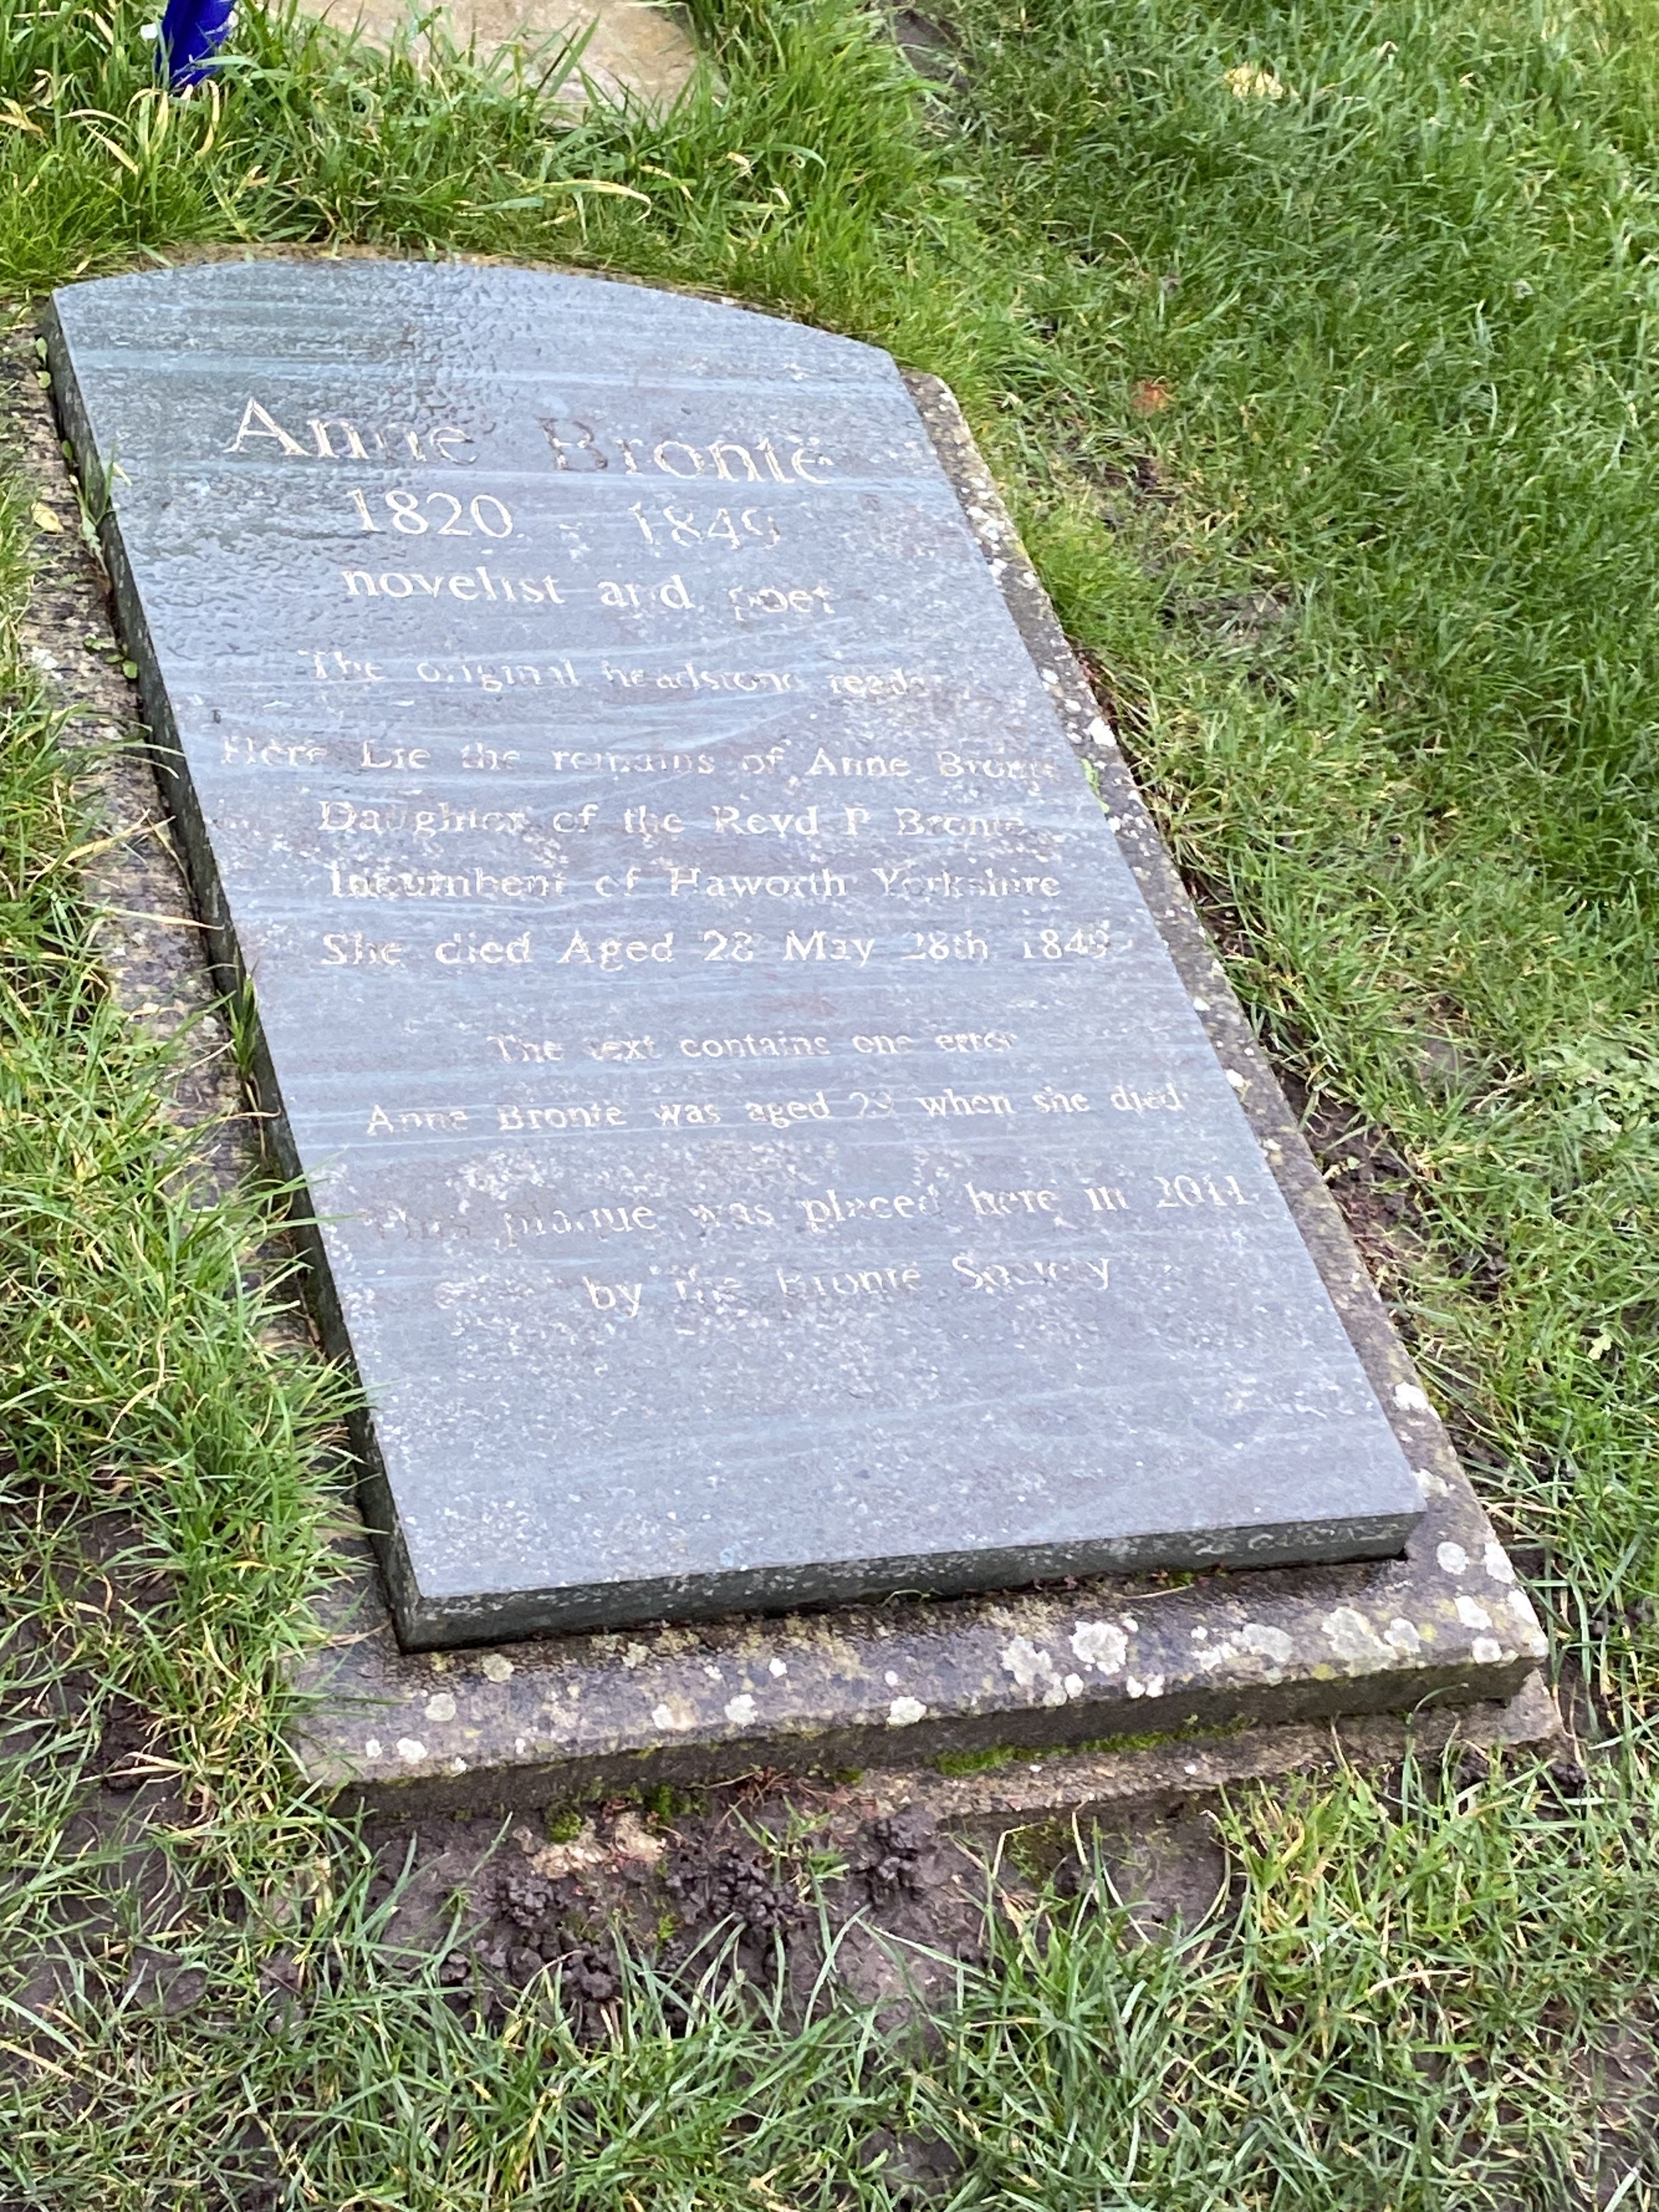 Anne Brontë
1820 - 1849
novelist and poet
The original headstone reads
Here Lie the remains of Anne Brontë
Daughter of the Revd P Brontë
Incumbent of Haworth Yorkshire
She died Aged 28 May 28th 1849
The text contains one error
Anne Brontë was aged 29 when she died
This plaque was placed here in 2011
by the Brontë Society